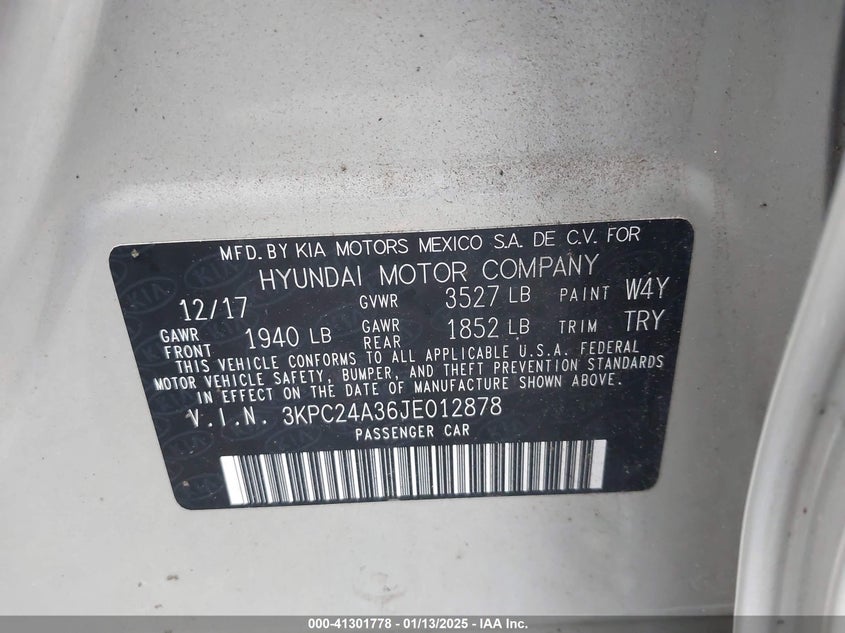 MFD. BY KIA MOTORS MEXICO S.A. DE C.V. FOR
HYUNDAI MOTOR COMPANY
12/17 GVWR 3527 LB PAINT W4Y
GAWR FRONT 1940 LB GAWR REAR 1852 LB TRIM TRY
THIS VEHICLE CONFORMS TO ALL APPLICABLE U.S.A. FEDERAL
MOTOR VEHICLE SAFETY, BUMPER, AND THEFT PREVENTION STANDARDS
IN EFFECT ON THE DATE OF MANUFACTURE SHOWN ABOVE.
V.I.N. 3KPC24A36JE012878
PASSENGER CAR
000-41301778 - 01/13/2025 - IAA Inc.